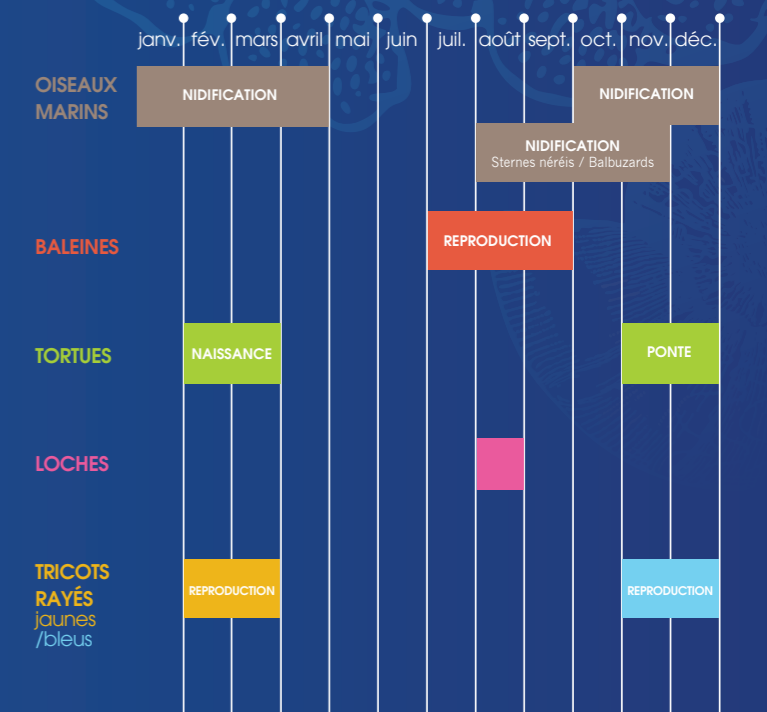 janv. fév. mars avril mai juin juil. août sept. oct. nov. déc.
OISEAUX
MARINS
NIDIFICATION
NIDIFICATION
NIDIFICATION
Sternes néréis / Balbuzards
BALEINES
REPRODUCTION
TORTUES
NAISSANCE
PONTE
LOCHES
TRICOTS
RAYÉS
jaunes
/bleus
REPRODUCTION
REPRODUCTION